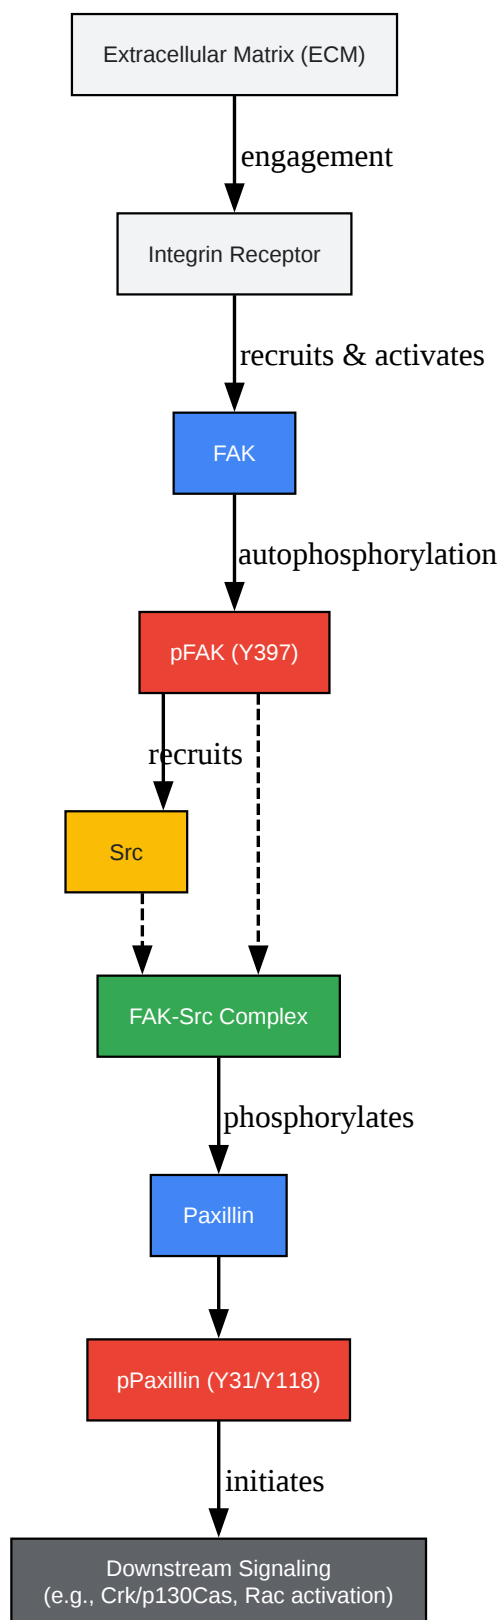 Extracellular Matrix (ECM)
engagement
Integrin Receptor
recruits & activates
FAK
autophosphorylation
pFAK (Y397)
recruits
Src
FAK-Src Complex
phosphorylates
Paxillin
pPaxillin (Y31/Y118)
initiates
Downstream Signaling
(e.g., Crk/p130Cas, Rac activation)